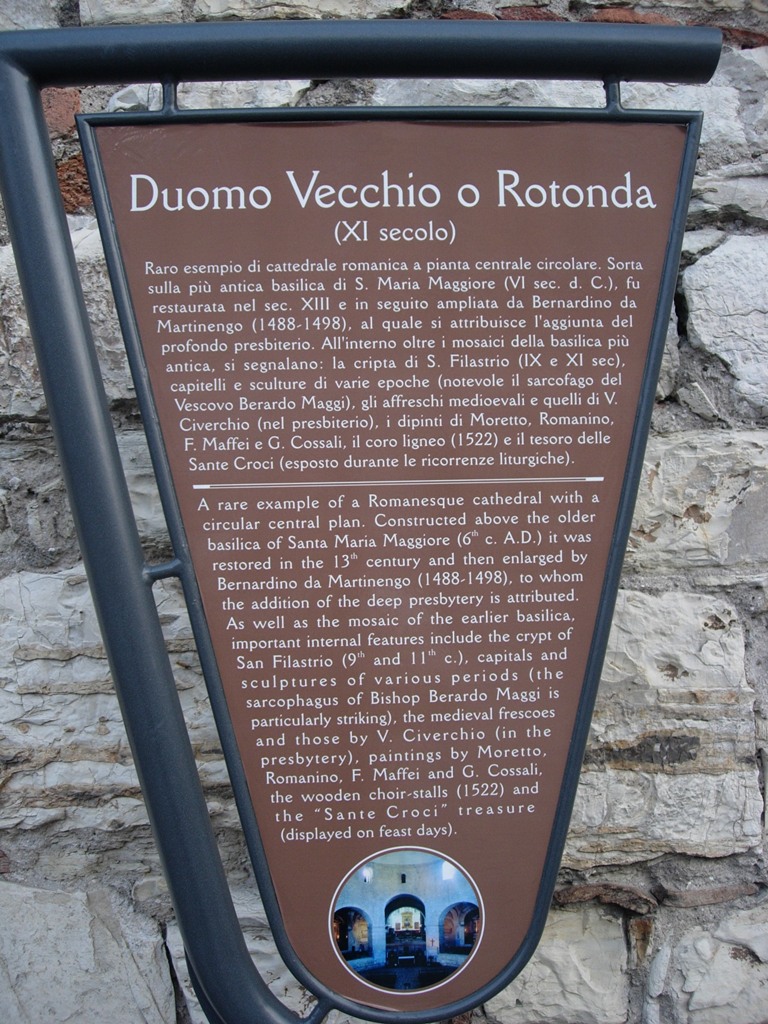 Duomo Vecchio o Rotonda
(XI secolo)
Raro esempio di cattedrale romanica a pianta centrale circolare. Sorta
sulla più antica basilica di S. Maria Maggiore (VI sec. d. C.), fu
restaurata nel sec. XIII e in seguito ampliata da Bernardino da
Martinengo (1488-1498), al quale si attribuisce l'aggiunta del
profondo presbiterio. All'interno oltre i mosaici della basilica più
antica, si segnalano: la cripta di S. Filastrio (IX e XI sec),
capitelli e sculture di varie epoche (notevole il sarcofago del
Vescovo Berardo Maggi), gli affreschi medioevali e quelli di V.
Civerchio (nel presbiterio), i dipinti di Moretto, Romanino,
F. Maffei e G. Cossali, il coro ligneo (1522) e il tesoro delle
Sante Croci (esposto durante le ricorrenze liturgiche).
A rare example of a Romanesque cathedral with a
circular central plan. Constructed above the older
basilica of Santa Maria Maggiore (6th c. A.D.) it was
restored in the 13th century and then enlarged by
Bernardino da Martinengo (1488-1498), to whom
the addition of the deep presbytery is attributed.
As well as the mosaic of the earlier basilica,
important internal features include the crypt of
San Filastrio (9th and 11th c.), capitals and
sculptures of various periods (the
sarcophagus of Bishop Berardo Maggi is
particularly striking), the medieval frescoes
and those by V. Civerchio (in the
presbytery), paintings by Moretto,
Romanino, F. Maffei and G. Cossali,
the wooden choir-stalls (1522) and
the "Sante Croci" treasure
(displayed on feast days).